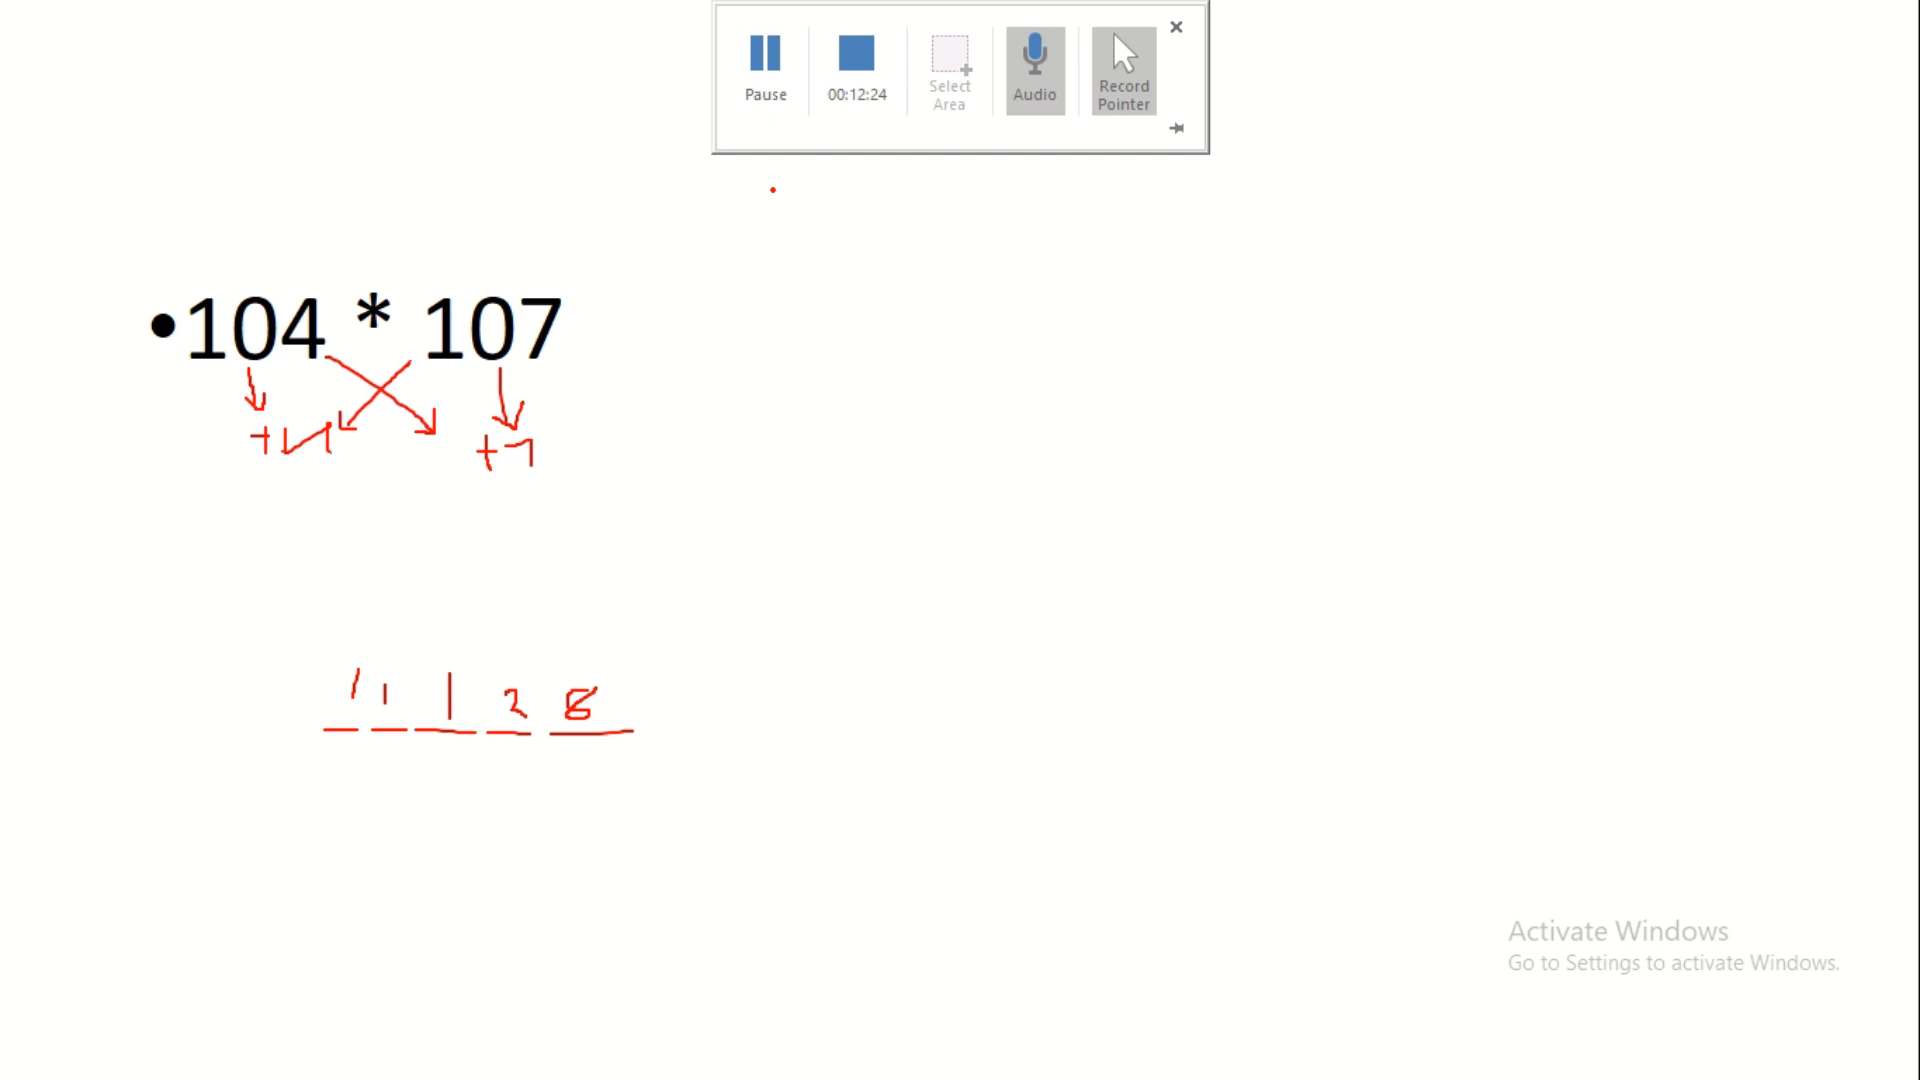 Pause
00:12:24
Select
Area
Audio
Record
Pointer
•104 * 107
+4 +7
1 1 1 2 8
Activate Windows
Go to Settings to activate Windows.